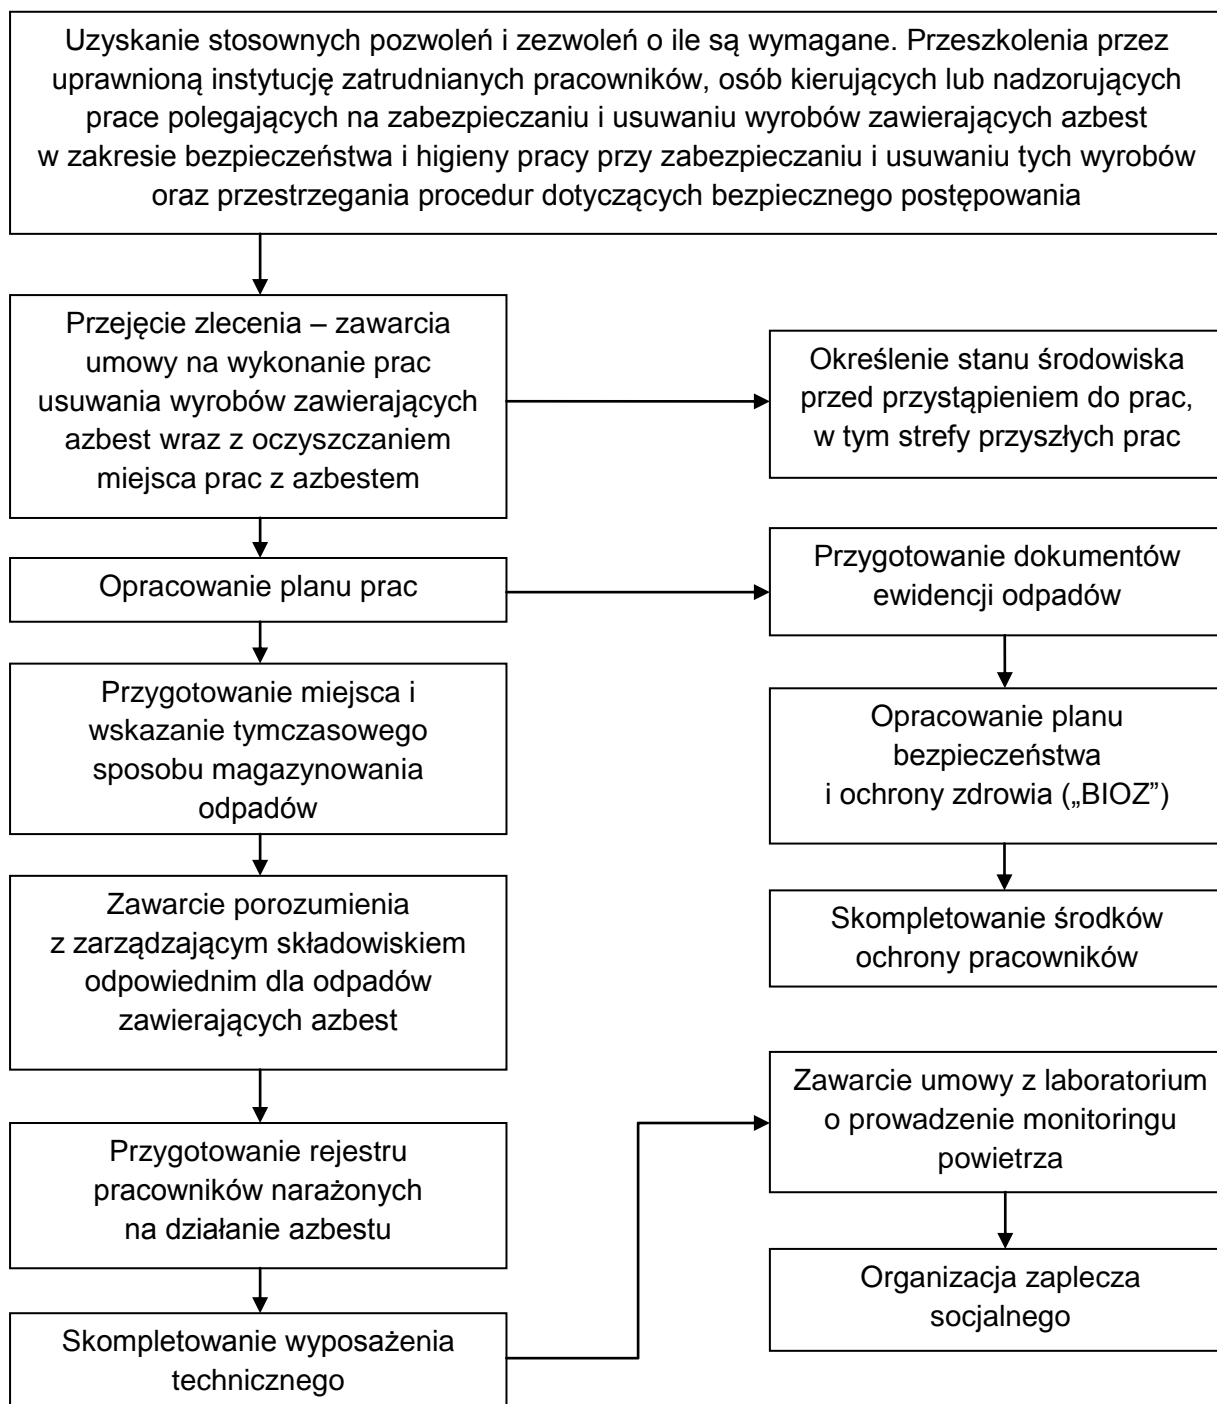 Uzyskanie stosownych pozwoleń i zezwoleń o ile są wymagane. Przeszkolenia przez
uprawnioną instytucję zatrudnianych pracowników, osób kierujących lub nadzorujących
prace polegających na zabezpieczaniu i usuwaniu wyrobów zawierających azbest
w zakresie bezpieczeństwa i higieny pracy przy zabezpieczaniu i usuwaniu tych wyrobów
oraz przestrzegania procedur dotyczących bezpiecznego postępowania
Przejęcie zlecenia – zawarcia
umowy na wykonanie prac
usuwania wyrobów zawierających
azbest wraz z oczyszczaniem
miejsca prac z azbestem
Określenie stanu środowiska
przed przystąpieniem do prac,
w tym strefy przyszłych prac
Opracowanie planu prac
Przygotowanie dokumentów
ewidencji odpadów
Przygotowanie miejsca i
wskazanie tymczasowego
sposobu magazynowania
odpadów
Opracowanie planu
bezpieczeństwa
i ochrony zdrowia („BIOZ”)
Zawarcie porozumienia
z zarządzającym składowiskiem
odpowiednim dla odpadów
zawierających azbest
Skompletowanie środków
ochrony pracowników
Zawarcie umowy z laboratorium
o prowadzenie monitoringu
powietrza
Przygotowanie rejestru
pracowników narażonych
na działanie azbestu
Organizacja zaplecza
socjalnego
Skompletowanie wyposażenia
technicznego